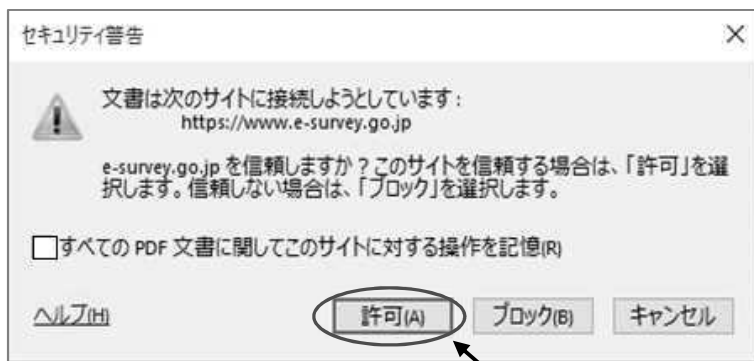 セキュリティ警告
文書は次のサイトに接続しようとしています：
https://www.e-survey.go.jp
e-survey.go.jp を信頼しますか？このサイトを信頼する場合は、「許可」を選
択します。信頼しない場合は、「ブロック」を選択します。
すべての PDF 文書に関してこのサイトに対する操作を記憶(R)
ヘルプ(H) 許可(A) ブロック(B) キャンセル